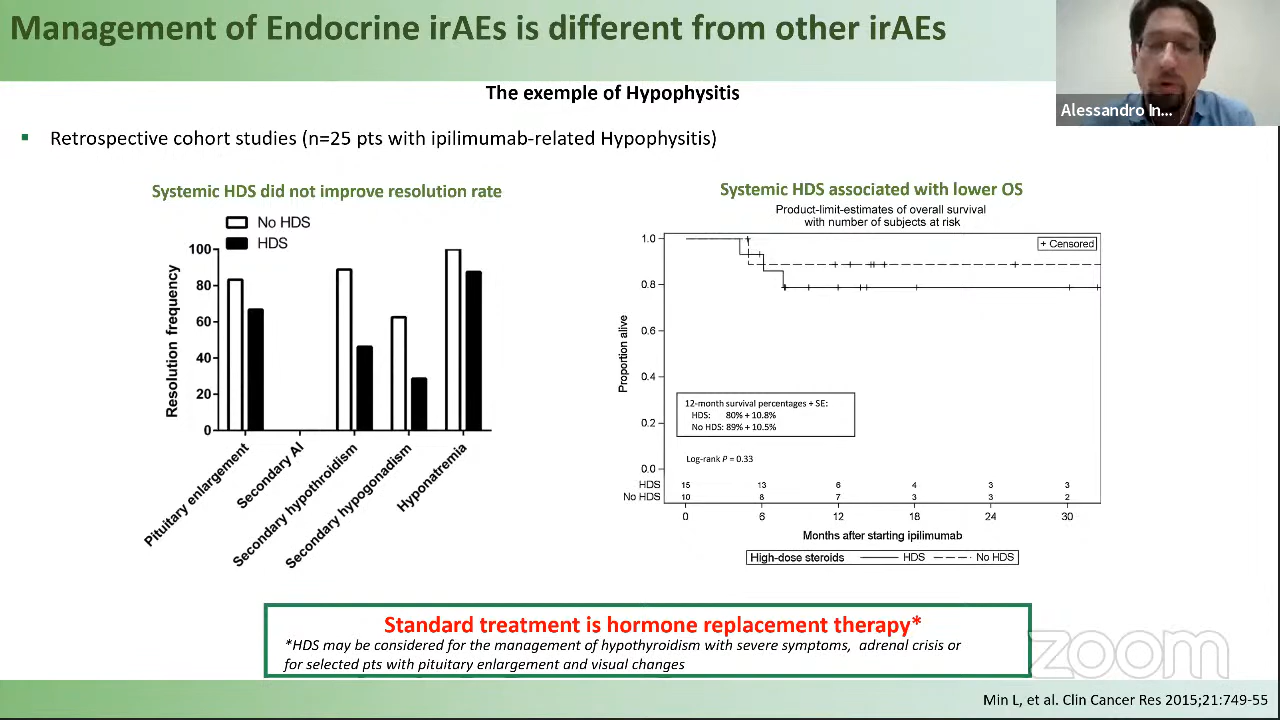 Management of Endocrine irAEs is different from other irAEs
Alessandro In...
The exemple of Hypophysitis
▪ Retrospective cohort studies (n=25 pts with ipilimumab-related Hypophysitis)
Systemic HDS did not improve resolution rate
No HDS
HDS
Resolution frequency
100
80
60
40
20
0
Pituitary enlargement
Secondary AI
Secondary hypothroidism
Secondary hypogonadism
Hyponatremia
Systemic HDS associated with lower OS
Product-limit-estimates of overall survival
with number of subjects at risk
+ Censored
Proportion alive
1.0
0.8
0.6
0.4
0.2
0.0
12-month survival percentages + SE:
HDS: 80% + 10.8%
No HDS: 89% + 10.5%
Log-rank P = 0.33
HDS 15 13 6 4 3 3
No HDS 10 8 7 3 3 2
0 6 12 18 24 30
Months after starting ipilimumab
High-dose steroids HDS No HDS
Standard treatment is hormone replacement therapy*
*HDS may be considered for the management of hypothyroidism with severe symptoms, adrenal crisis or
for selected pts with pituitary enlargement and visual changes
zoom
Min L, et al. Clin Cancer Res 2015;21:749-55